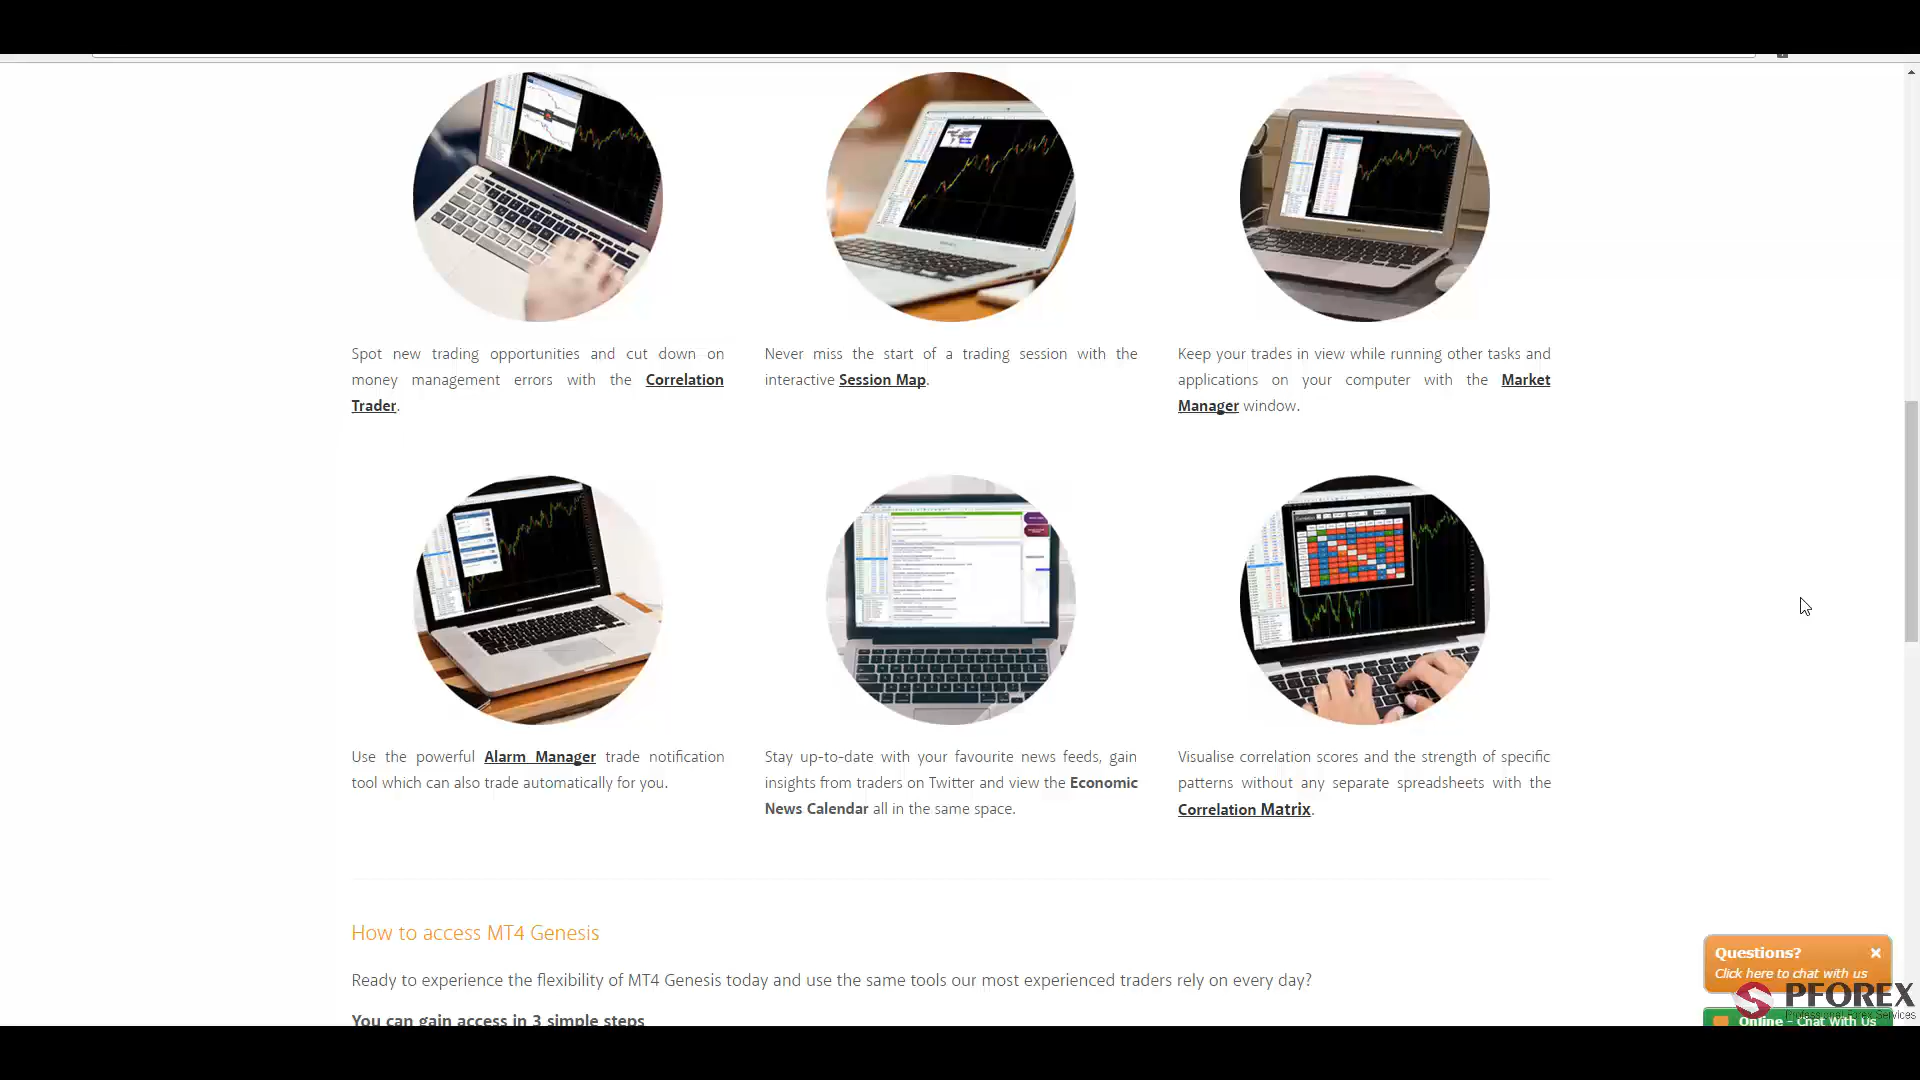 Spot new trading opportunities and cut down on
money management errors with the Correlation
Trader.
Never miss the start of a trading session with the
interactive Session Map.
Keep your trades in view while running other tasks and
applications on your computer with the Market
Manager window.
Use the powerful Alarm Manager trade notification
tool which can also trade automatically for you.
Stay up-to-date with your favourite news feeds, gain
insights from traders on Twitter and view the Economic
News Calendar all in the same space.
Visualise correlation scores and the strength of specific
patterns without any separate spreadsheets with the
Correlation Matrix.
How to access MT4 Genesis
Ready to experience the flexibility of MT4 Genesis today and use the same tools our most experienced traders rely on every day?
You can gain access in 3 simple steps
Questions?
Click here to chat with us
PFOREX
Professional Forex Services
Online - Chat With Us